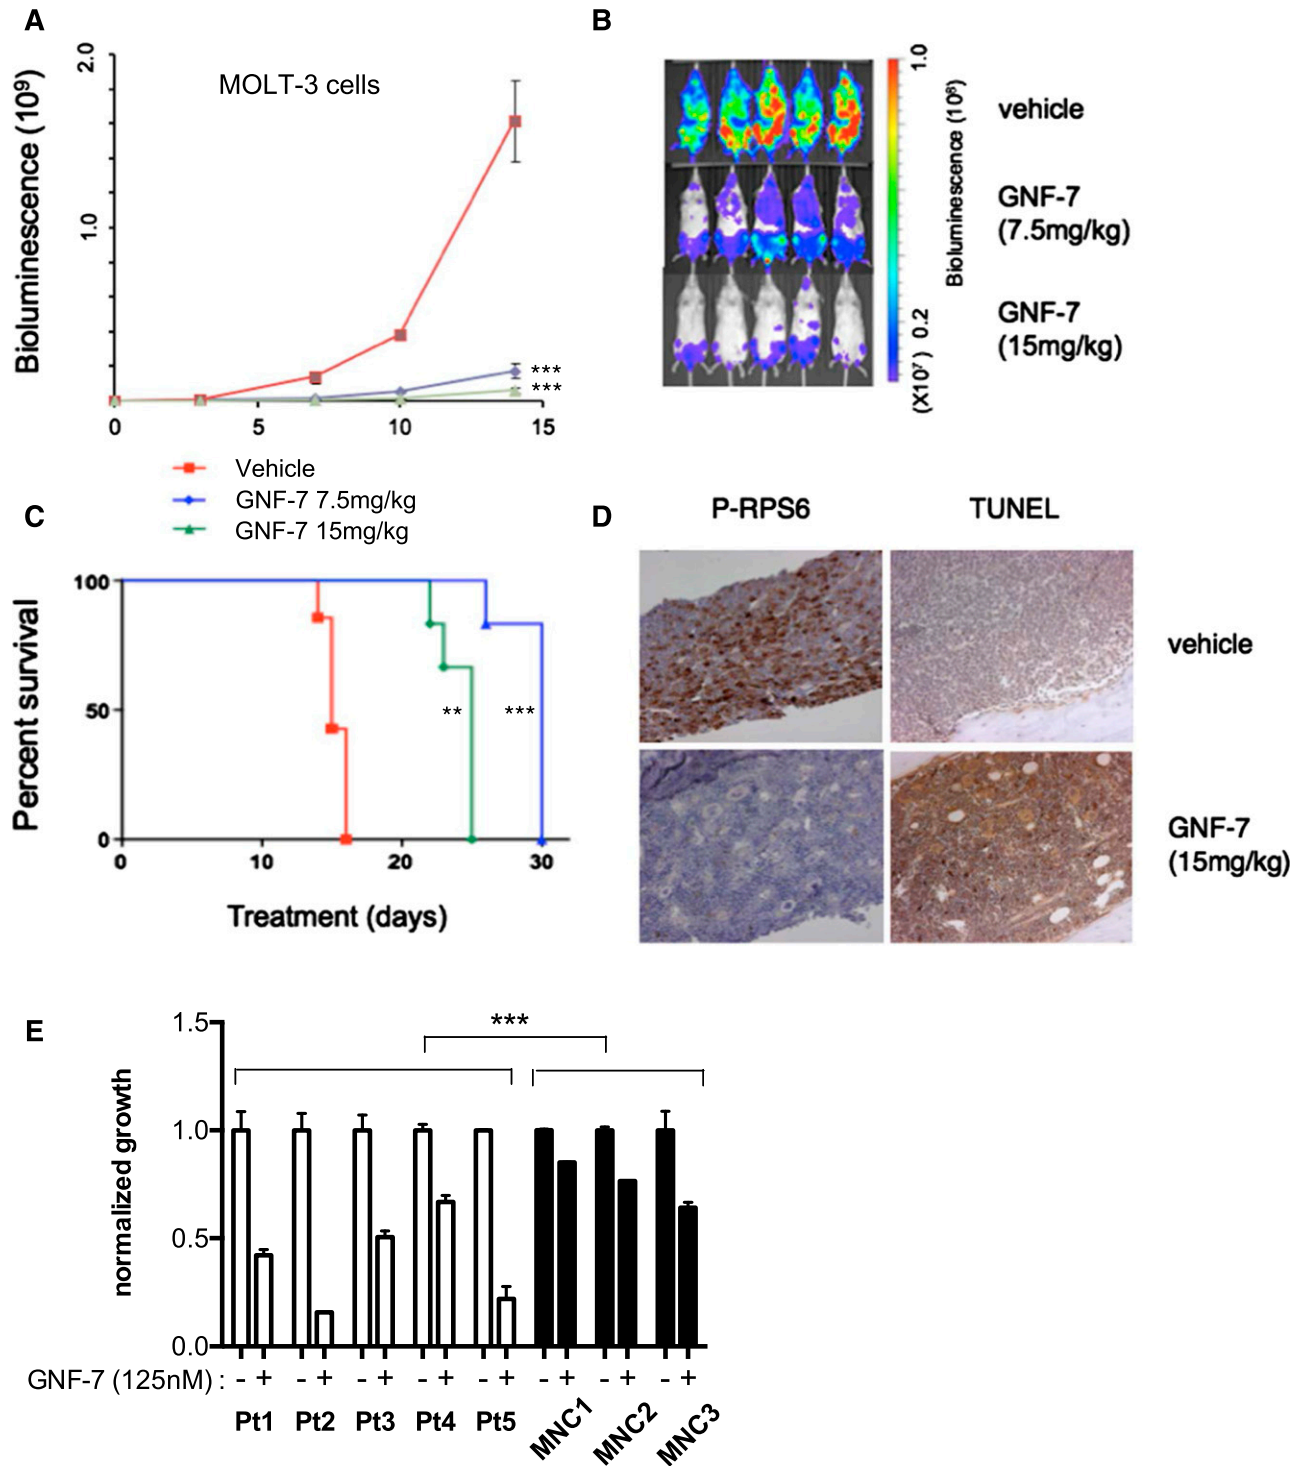 A
MOLT-3 cells
Bioluminescence (10⁹)
2.0
1.0
0 5 10 15
***
***
B
vehicle
GNF-7
(7.5mg/kg)
GNF-7
(15mg/kg)
1.0
Bioluminescence (10⁸)
(X10⁷) 0.2
Vehicle
GNF-7 7.5mg/kg
GNF-7 15mg/kg
C
Percent survival
100
50
0
** ***
0 10 20 30
Treatment (days)
D
P-RPS6 TUNEL
vehicle
GNF-7
(15mg/kg)
E
normalized growth
1.5
1.0
0.5
0.0
***
GNF-7 (125nM) : - + - + - + - + - + - + - + - +
Pt1 Pt2 Pt3 Pt4 Pt5 MNC1 MNC2 MNC3